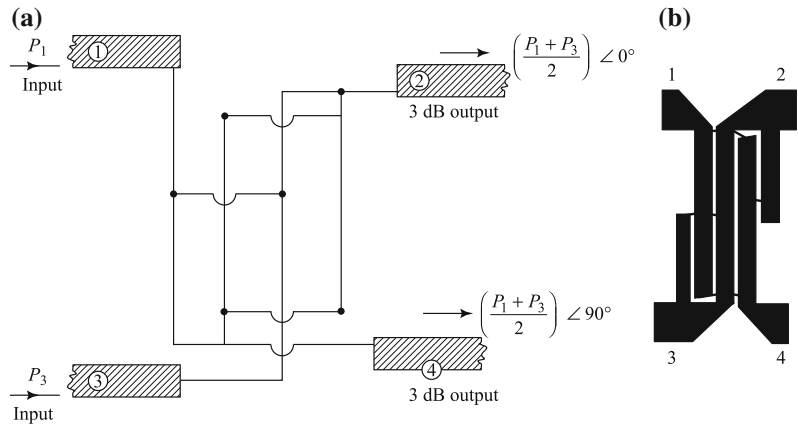 (a)
P₁
Input
1
2
3 dB output
(P₁ + P₃ / 2) ∠0°
(P₁ + P₃ / 2) ∠90°
P₃
Input
3
4
3 dB output
(b)
1 2
3 4